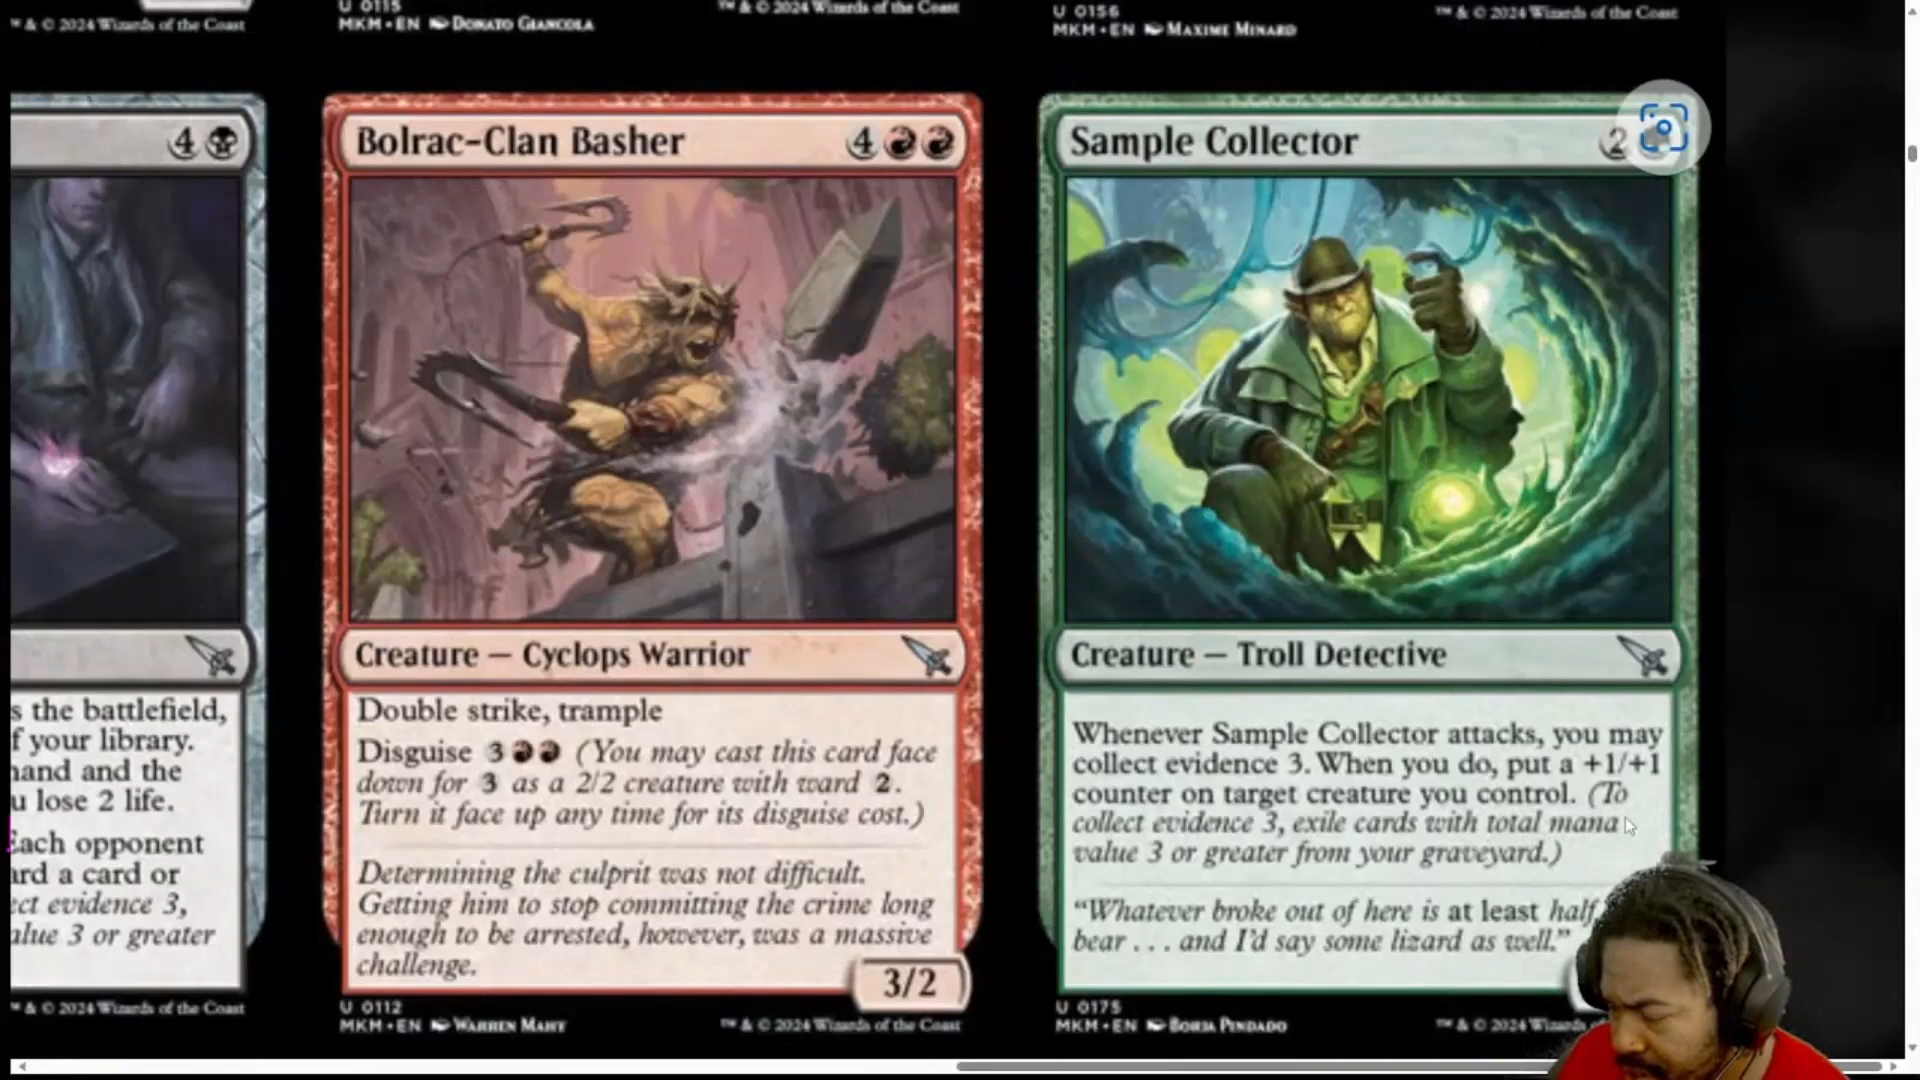 ™ & © 2024 Wizards of the Coast
U 0115
MKM • EN DONATO GIANCOLA
™ & © 2024 Wizards of the Coast
U 0156
MKM • EN MAXIME MINARD
™ & © 2024 Wizards of the Coast
4
s the battlefield,
f your library.
hand and the
u lose 2 life.
Each opponent
ard a card or
ect evidence 3,
alue 3 or greater
™ & © 2024 Wizards of the Coast
Bolrac-Clan Basher 4
Creature — Cyclops Warrior
Double strike, trample
Disguise 3 (You may cast this card face
down for 3 as a 2/2 creature with ward 2.
Turn it face up any time for its disguise cost.)
Determining the culprit was not difficult.
Getting him to stop committing the crime long
enough to be arrested, however, was a massive
challenge.
3/2
U 0112
MKM • EN WARREN MAHY
™ & © 2024 Wizards of the Coast
Sample Collector 2
Creature — Troll Detective
Whenever Sample Collector attacks, you may
collect evidence 3. When you do, put a +1/+1
counter on target creature you control. (To
collect evidence 3, exile cards with total mana
value 3 or greater from your graveyard.)
“Whatever broke out of here is at least half
bear . . . and I’d say some lizard as well.”
U 0175
MKM • EN BORJA PINDADO
™ & © 2024